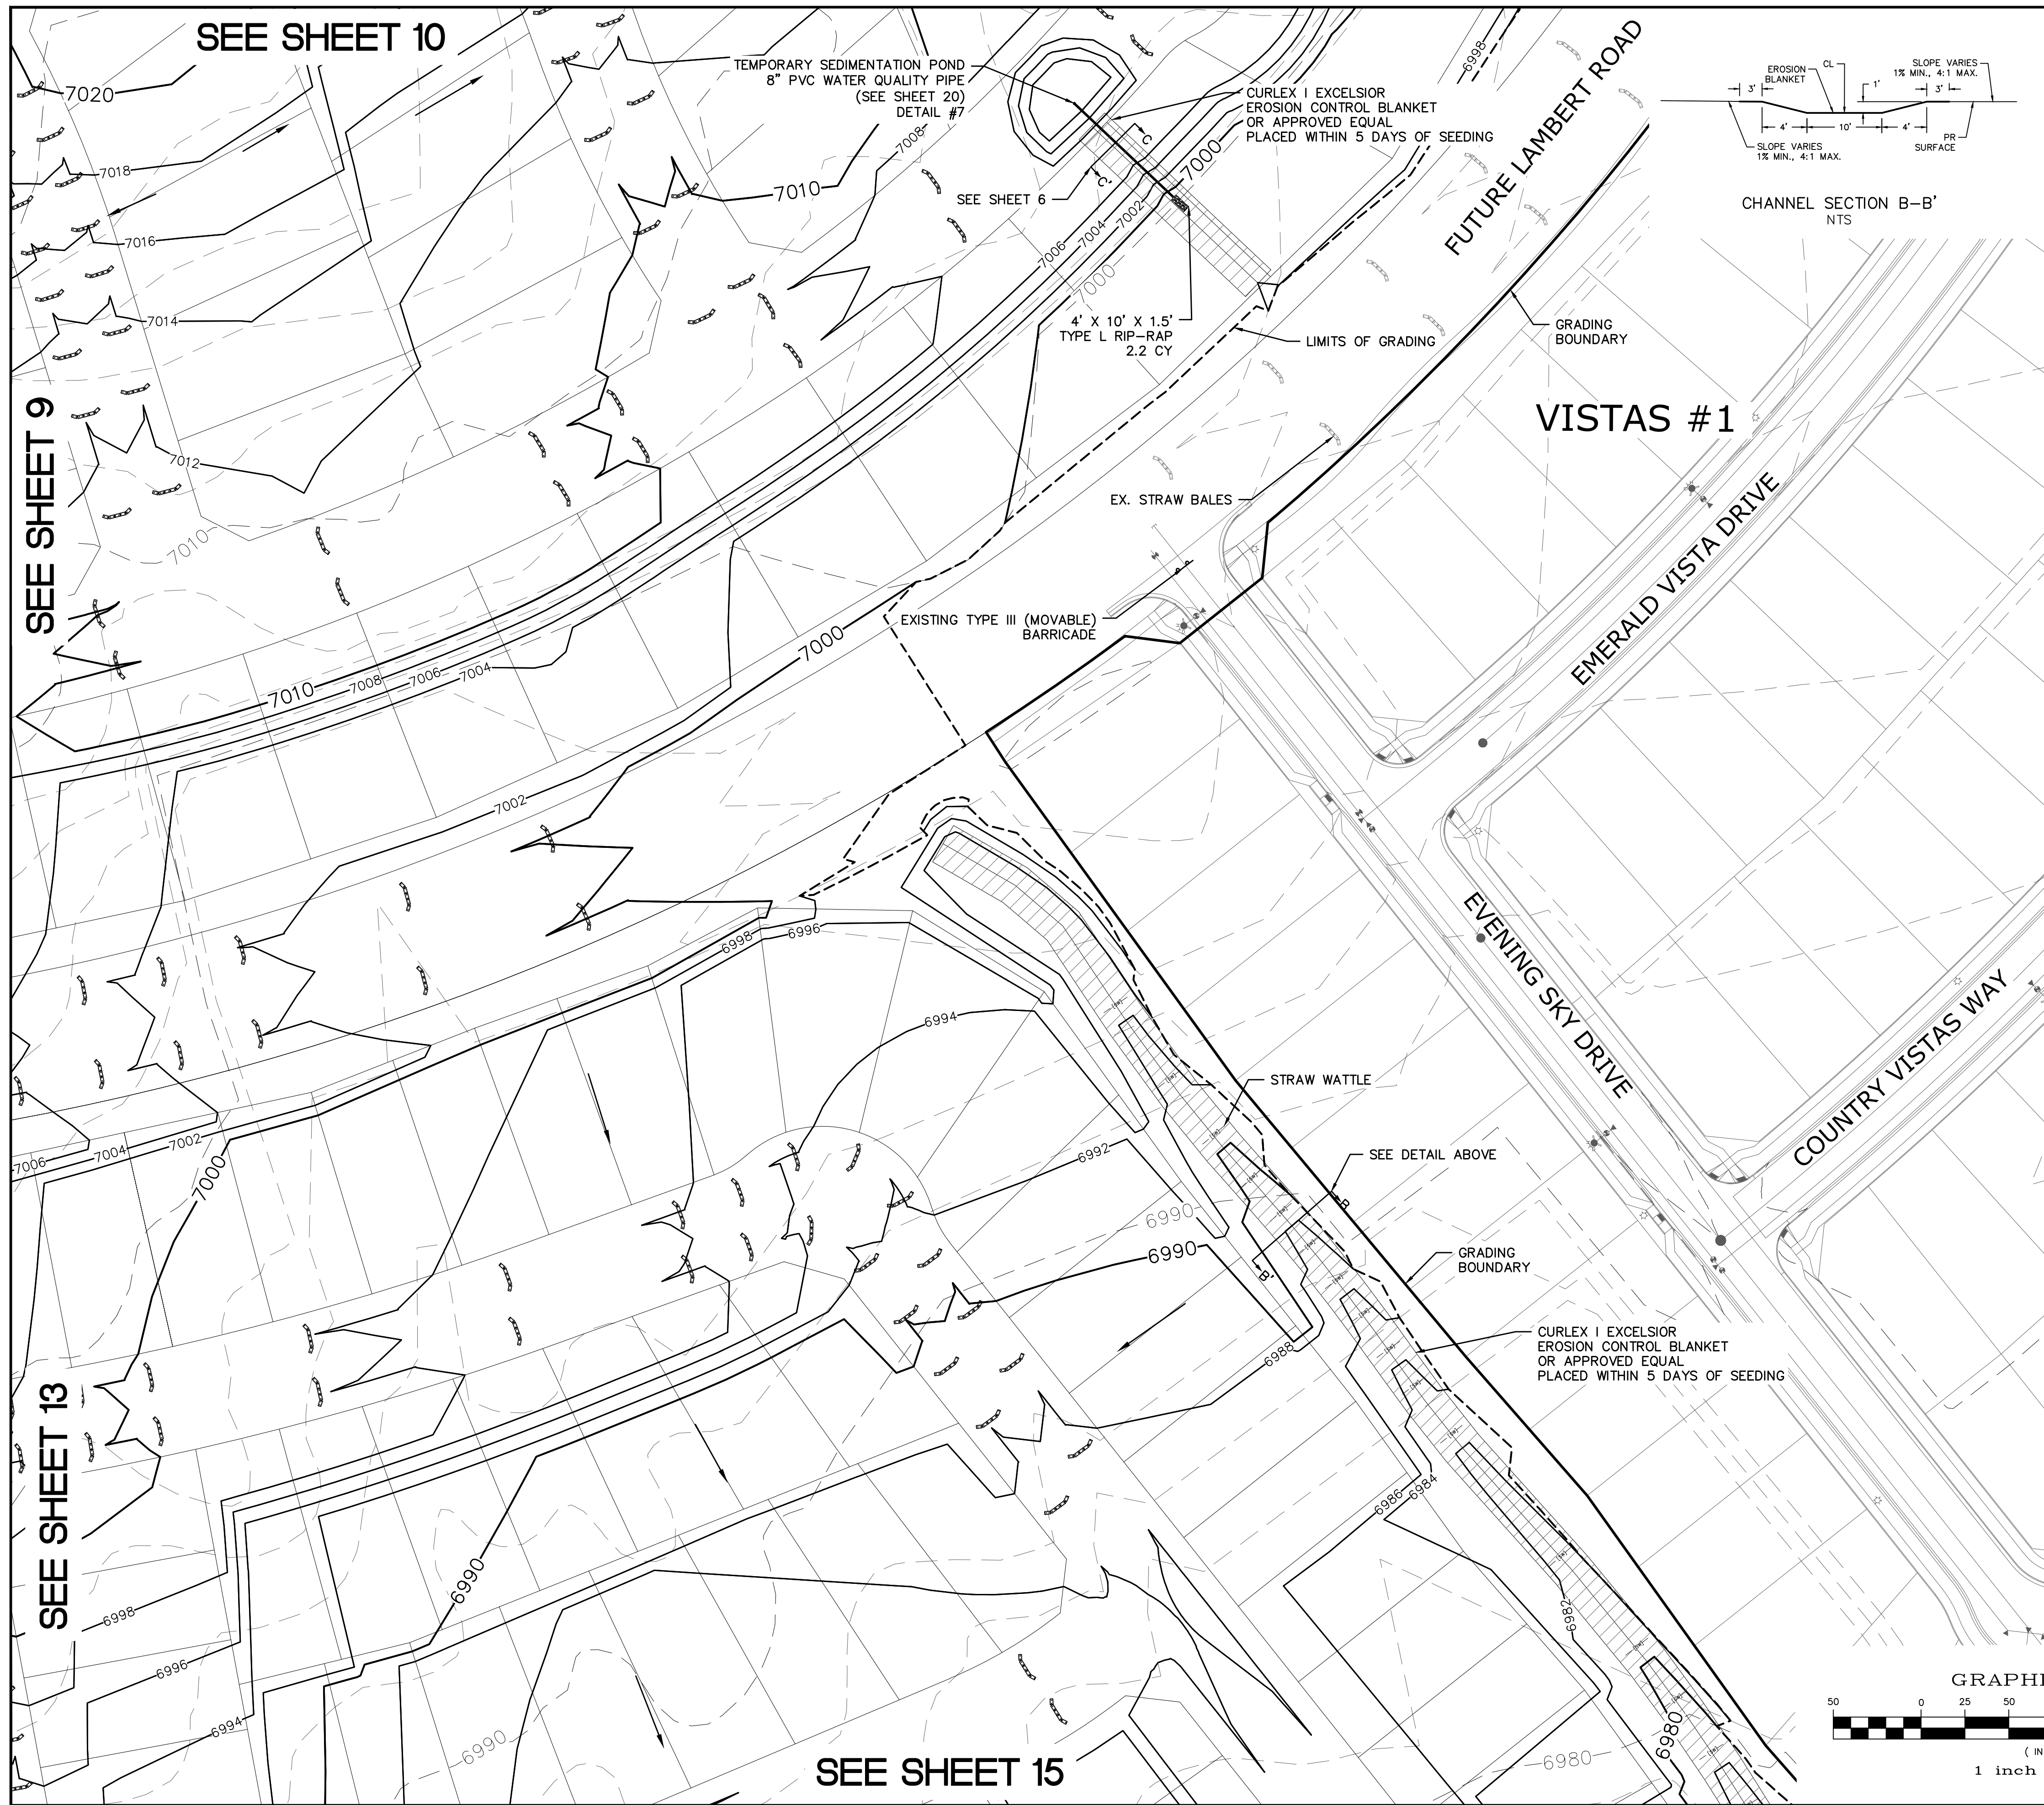 SEE SHEET 10
TEMPORARY SEDIMENTATION POND
8" PVC WATER QUALITY PIPE
(SEE SHEET 20)
DETAIL #7
CURLEX I EXCELSIOR
EROSION CONTROL BLANKET
OR APPROVED EQUAL
PLACED WITHIN 5 DAYS OF SEEDING
6998
FUTURE LAMBERT ROAD
EROSION
BLANKET
CL
SLOPE VARIES
1% MIN., 4:1 MAX.
3'
1'
3'
4'
10'
4'
SLOPE VARIES
1% MIN., 4:1 MAX.
PR
SURFACE
CHANNEL SECTION B-B'
NTS
7020
7018
7016
7014
7012
7010
7010
7008
7000
C
C'
SEE SHEET 6
7006
7004
7002
7000
4' X 10' X 1.5'
TYPE L RIP-RAP
2.2 CY
LIMITS OF GRADING
GRADING
BOUNDARY
VISTAS #1
SEE SHEET 9
EX. STRAW BALES
EXISTING TYPE III (MOVABLE)
BARRICADE
EMERALD VISTA DRIVE
7010
7008
7006
7004
7000
7002
6998
6996
6994
EVENING SKY DRIVE
COUNTRY VISTAS WAY
STRAW WATTLE
SEE DETAIL ABOVE
B
B'
7006
7004
7002
7000
6992
6990
6990
GRADING
BOUNDARY
6988
CURLEX I EXCELSIOR
EROSION CONTROL BLANKET
OR APPROVED EQUAL
PLACED WITHIN 5 DAYS OF SEEDING
SEE SHEET 13
6986
6984
6982
6990
6998
6996
6994
6990
6980
6980
SEE SHEET 15
GRAPHI
50
0
25
50
( IN
1 inch